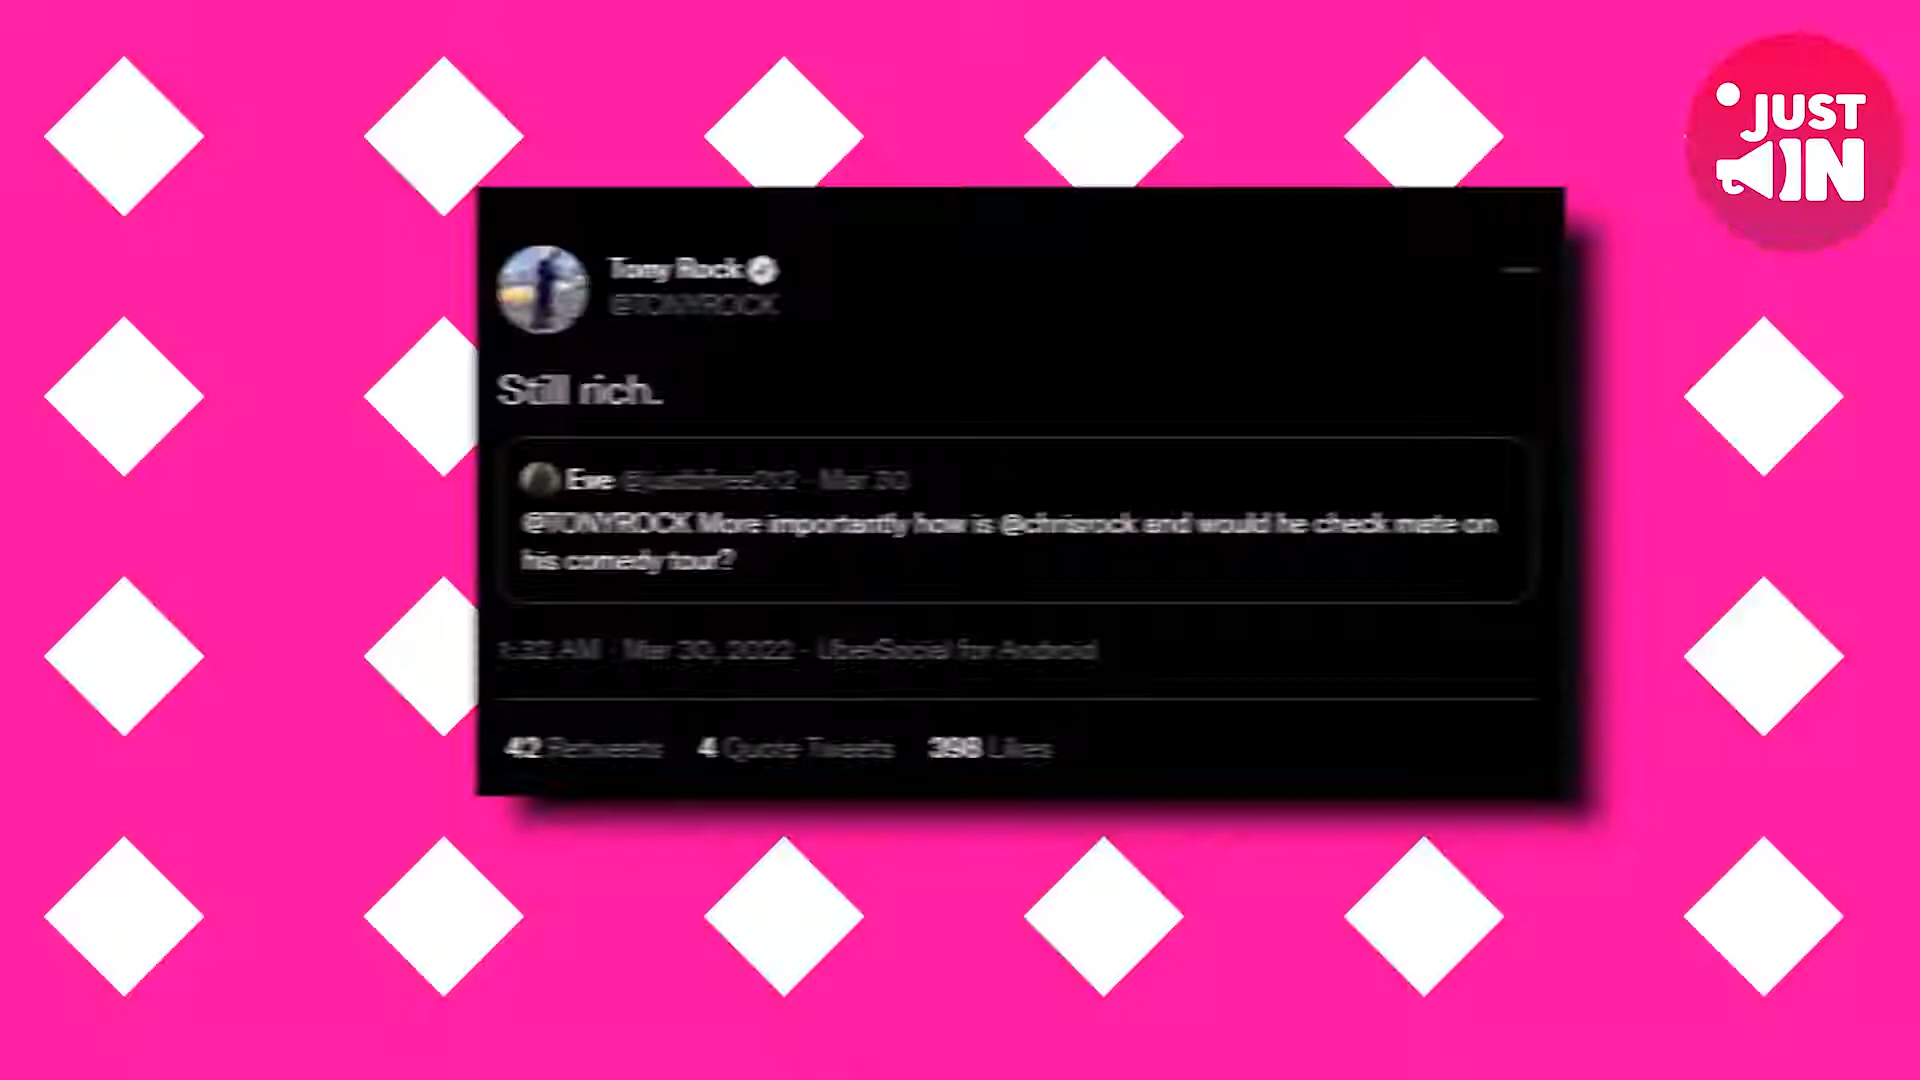 JUST
IN
Tony Rock
@TONYROCK
Still rich.
Eve Mar 30
@TONYROCK More importantly how is @chrisrock and would he check mate on
his comedy tour?
1:32 AM · Mar 30, 2022 · UberSocial for Android
42 Retweets 4 Quote Tweets 398 Likes